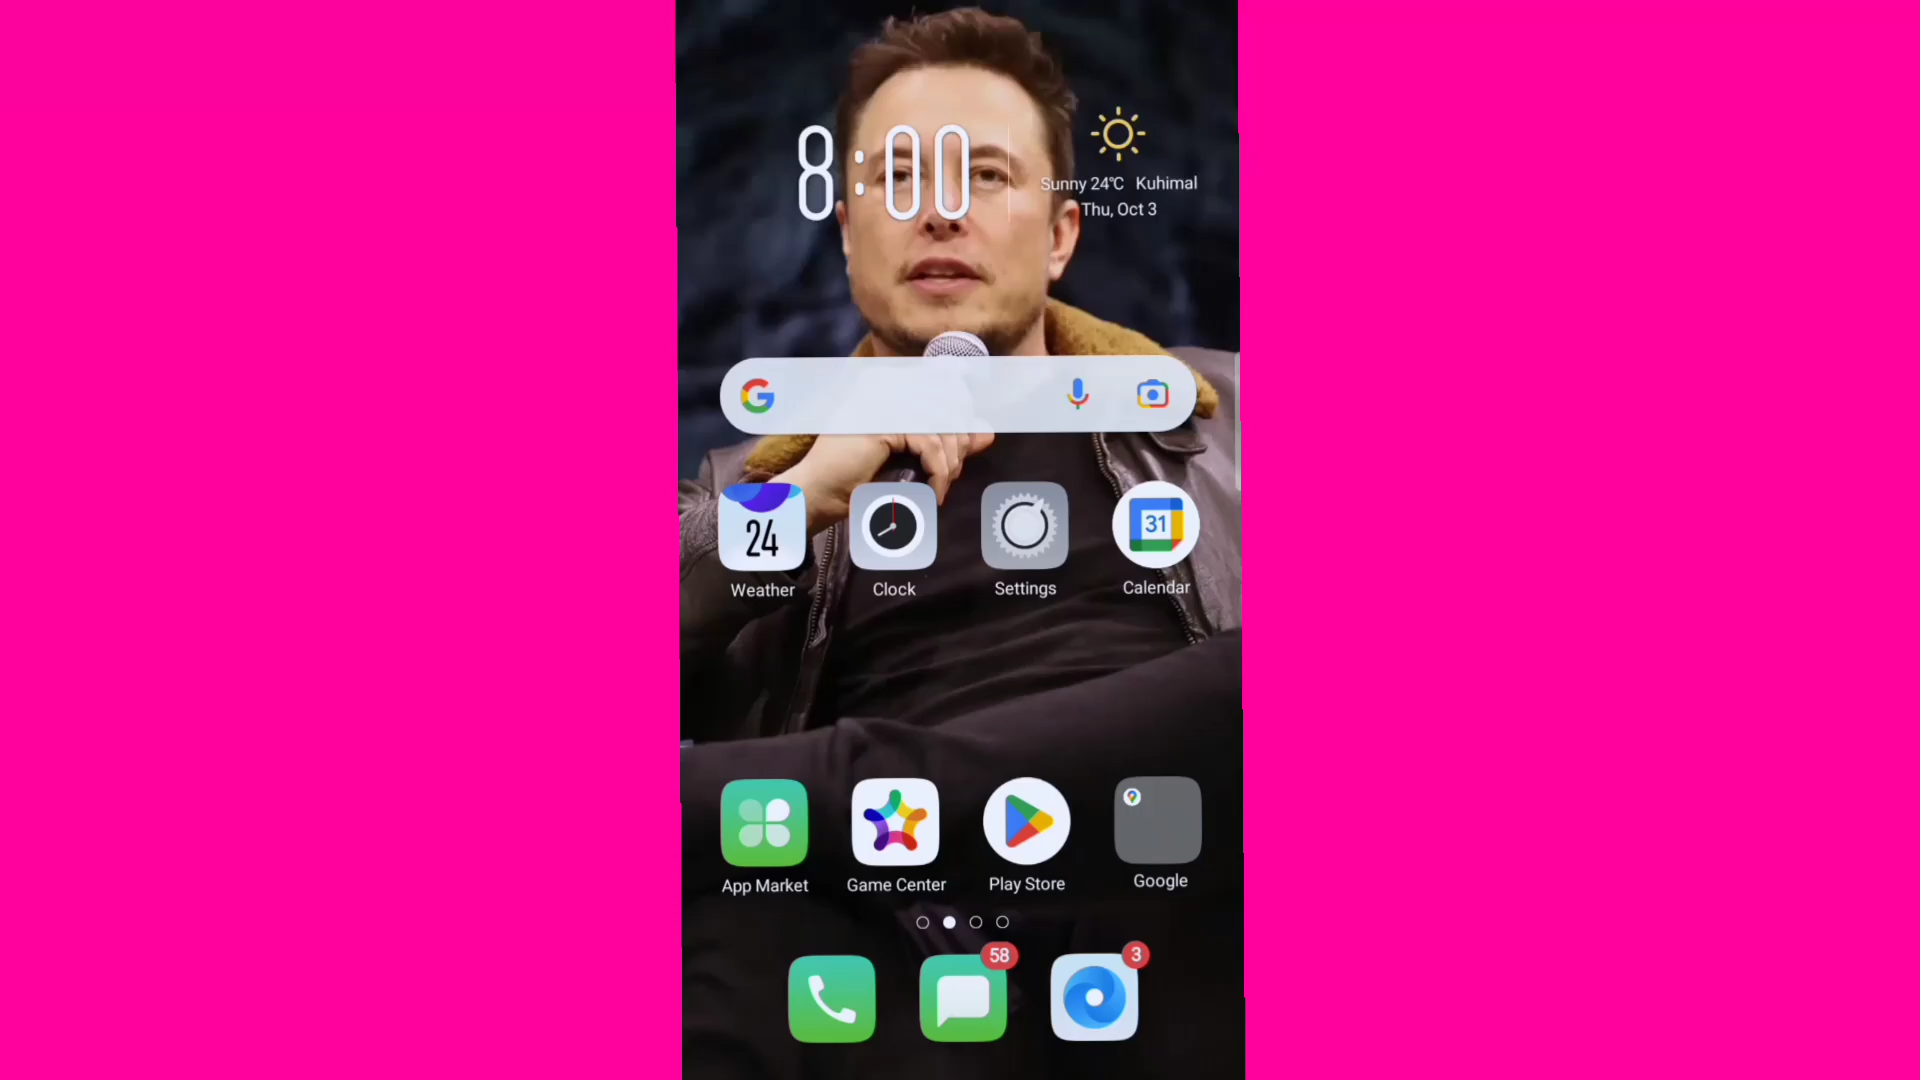 8:00
Sunny 24℃ Kuhimal
Thu, Oct 3
24
31
Weather
Clock
Settings
Calendar
App Market
Game Center
Play Store
Google
58
3